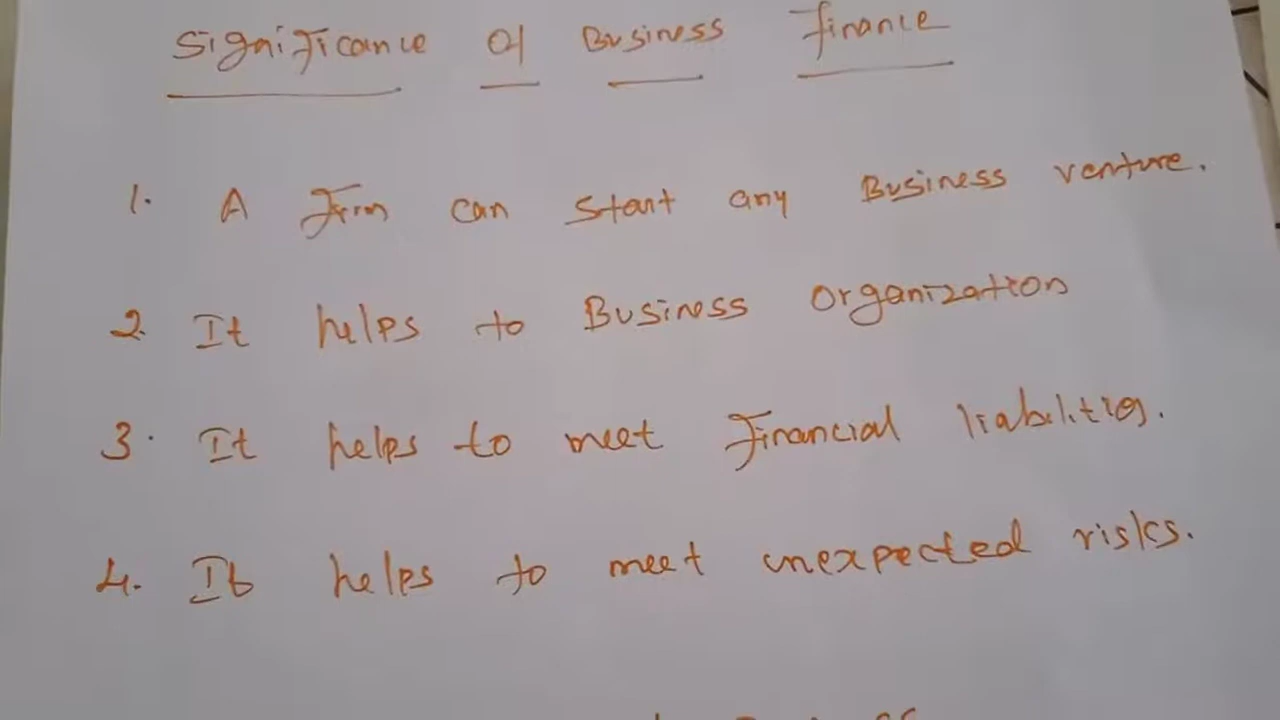 Significance of Business Finance
1. A Firm can start any Business venture.
2. It helps to Business Organization
3. It helps to meet Financial liabilities.
4. It helps to meet unexpected risks.